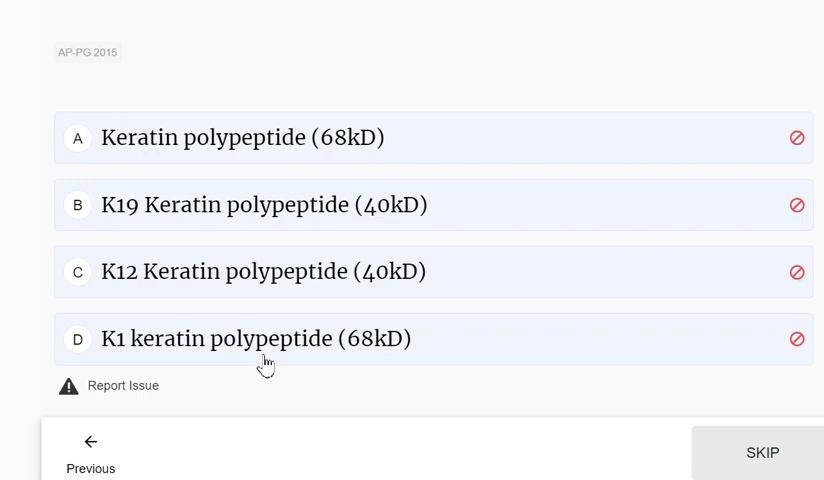 AP-PG 2015
A Keratin polypeptide (68kD)
B K19 Keratin polypeptide (40kD)
C K12 Keratin polypeptide (40kD)
D K1 keratin polypeptide (68kD)
Report Issue
Previous
SKIP